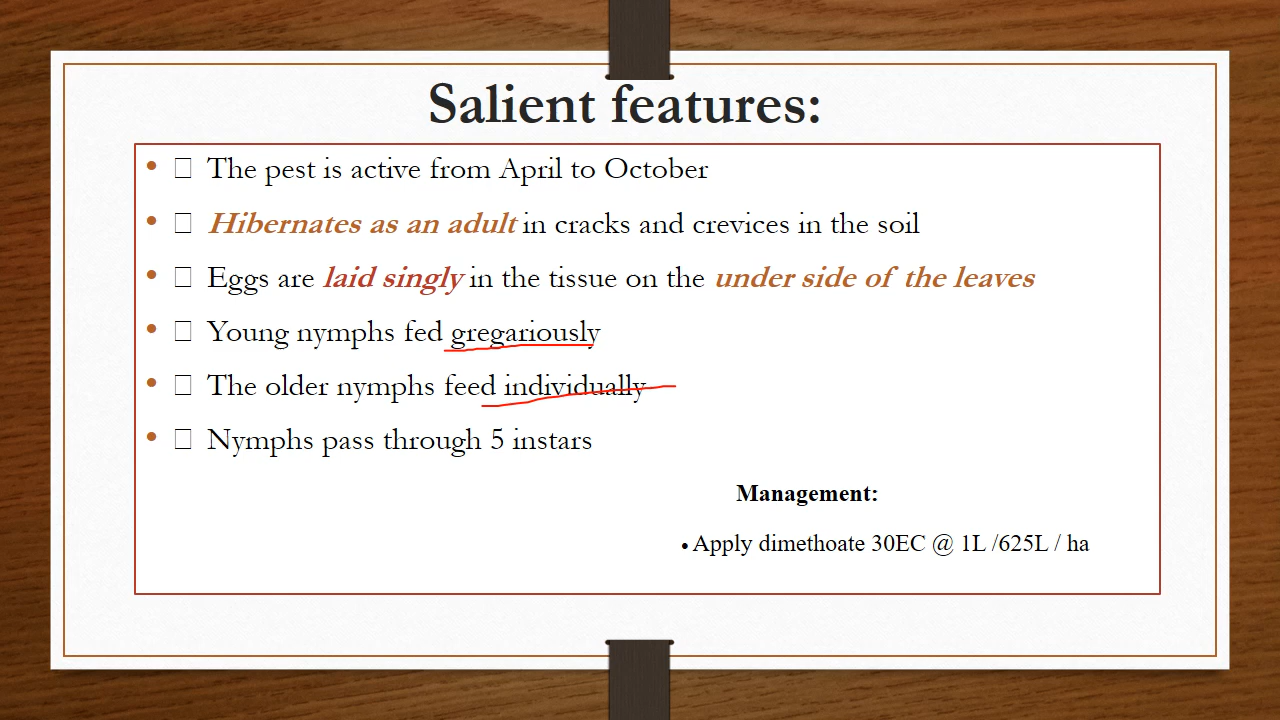 Salient features:
• □ The pest is active from April to October
• □ Hibernates as an adult in cracks and crevices in the soil
• □ Eggs are laid singly in the tissue on the under side of the leaves
• □ Young nymphs fed gregariously
• □ The older nymphs feed individually
• □ Nymphs pass through 5 instars
Management:
• Apply dimethoate 30EC @ 1L /625L / ha